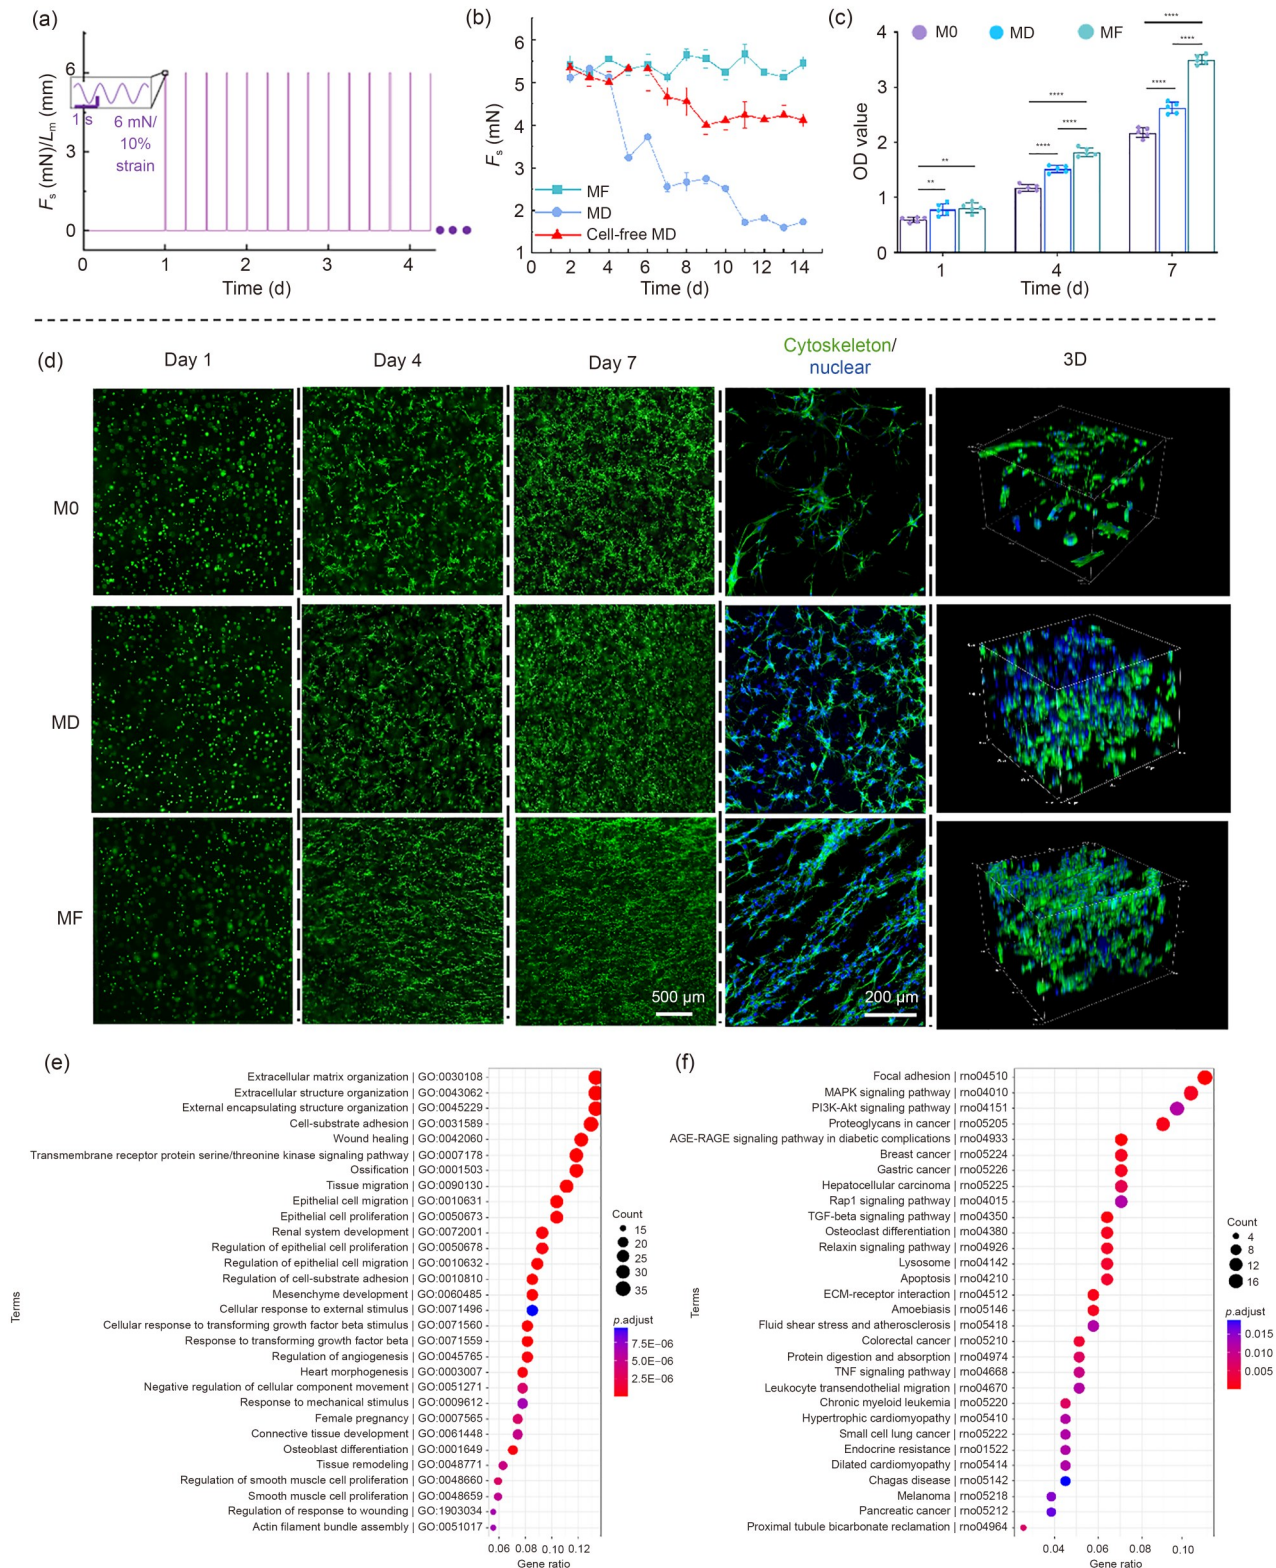 (a)
6
3
0
Fs (mN)/Lm (mm)
1 s
6 mN/
10%
strain
0
1
2
3
4
Time (d)
(b)
6
5
4
3
2
1
Fs (mN)
MF
MD
Cell-free MD
0 2 4 6 8 10 12 14
Time (d)
(c)
M0
MD
MF
4
3
2
1
0
OD value
**
**
****
****
****
****
****
****
1
4
7
Time (d)
(d)
Day 1
Day 4
Day 7
Cytoskeleton/
nuclear
3D
M0
MD
MF
500 μm
200 μm
(e)
Terms
Extracellular matrix organization | GO:0030108
Extracellular structure organization | GO:0043062
External encapsulating structure organization | GO:0045229
Cell-substrate adhesion | GO:0031589
Wound healing | GO:0042060
Transmembrane receptor protein serine/threonine kinase signaling pathway | GO:0007178
Ossification | GO:0001503
Tissue migration | GO:0090130
Epithelial cell migration | GO:0010631
Epithelial cell proliferation | GO:0050673
Renal system development | GO:0072001
Regulation of epithelial cell proliferation | GO:0050678
Regulation of epithelial cell migration | GO:0010632
Regulation of cell-substrate adhesion | GO:0010810
Mesenchyme development | GO:0060485
Cellular response to external stimulus | GO:0071496
Cellular response to transforming growth factor beta stimulus | GO:0071560
Response to transforming growth factor beta | GO:0071559
Regulation of angiogenesis | GO:0045765
Heart morphogenesis | GO:0003007
Negative regulation of cellular component movement | GO:0051271
Response to mechanical stimulus | GO:0009612
Female pregnancy | GO:0007565
Connective tissue development | GO:0061448
Osteoblast differentiation | GO:0001649
Tissue remodeling | GO:0048771
Regulation of smooth muscle cell proliferation | GO:0048660
Smooth muscle cell proliferation | GO:0048659
Regulation of response to wounding | GO:1903034
Actin filament bundle assembly | GO:0051017
0.06 0.08 0.10 0.12
Gene ratio
Count
15
20
25
30
35
p.adjust
7.5E–06
5.0E–06
2.5E–06
(f)
Terms
Focal adhesion | rno04510
MAPK signaling pathway | rno04010
PI3K-Akt signaling pathway | rno04151
Proteoglycans in cancer | rno05205
AGE-RAGE signaling pathway in diabetic complications | rno04933
Breast cancer | rno05224
Gastric cancer | rno05226
Hepatocellular carcinoma | rno05225
Rap1 signaling pathway | rno04015
TGF-beta signaling pathway | rno04350
Osteoclast differentiation | rno04380
Relaxin signaling pathway | rno04926
Lysosome | rno04142
Apoptosis | rno04210
ECM-receptor interaction | rno04512
Amoebiasis | rno05146
Fluid shear stress and atherosclerosis | rno05418
Colorectal cancer | rno05210
Protein digestion and absorption | rno04974
TNF signaling pathway | rno04668
Leukocyte transendothelial migration | rno04670
Chronic myeloid leukemia | rno05220
Hypertrophic cardiomyopathy | rno05410
Small cell lung cancer | rno05222
Endocrine resistance | rno01522
Dilated cardiomyopathy | rno05414
Chagas disease | rno05142
Melanoma | rno05218
Pancreatic cancer | rno05212
Proximal tubule bicarbonate reclamation | rno04964
0.04 0.06 0.08 0.10
Gene ratio
Count
4
8
12
16
p.adjust
0.015
0.010
0.005